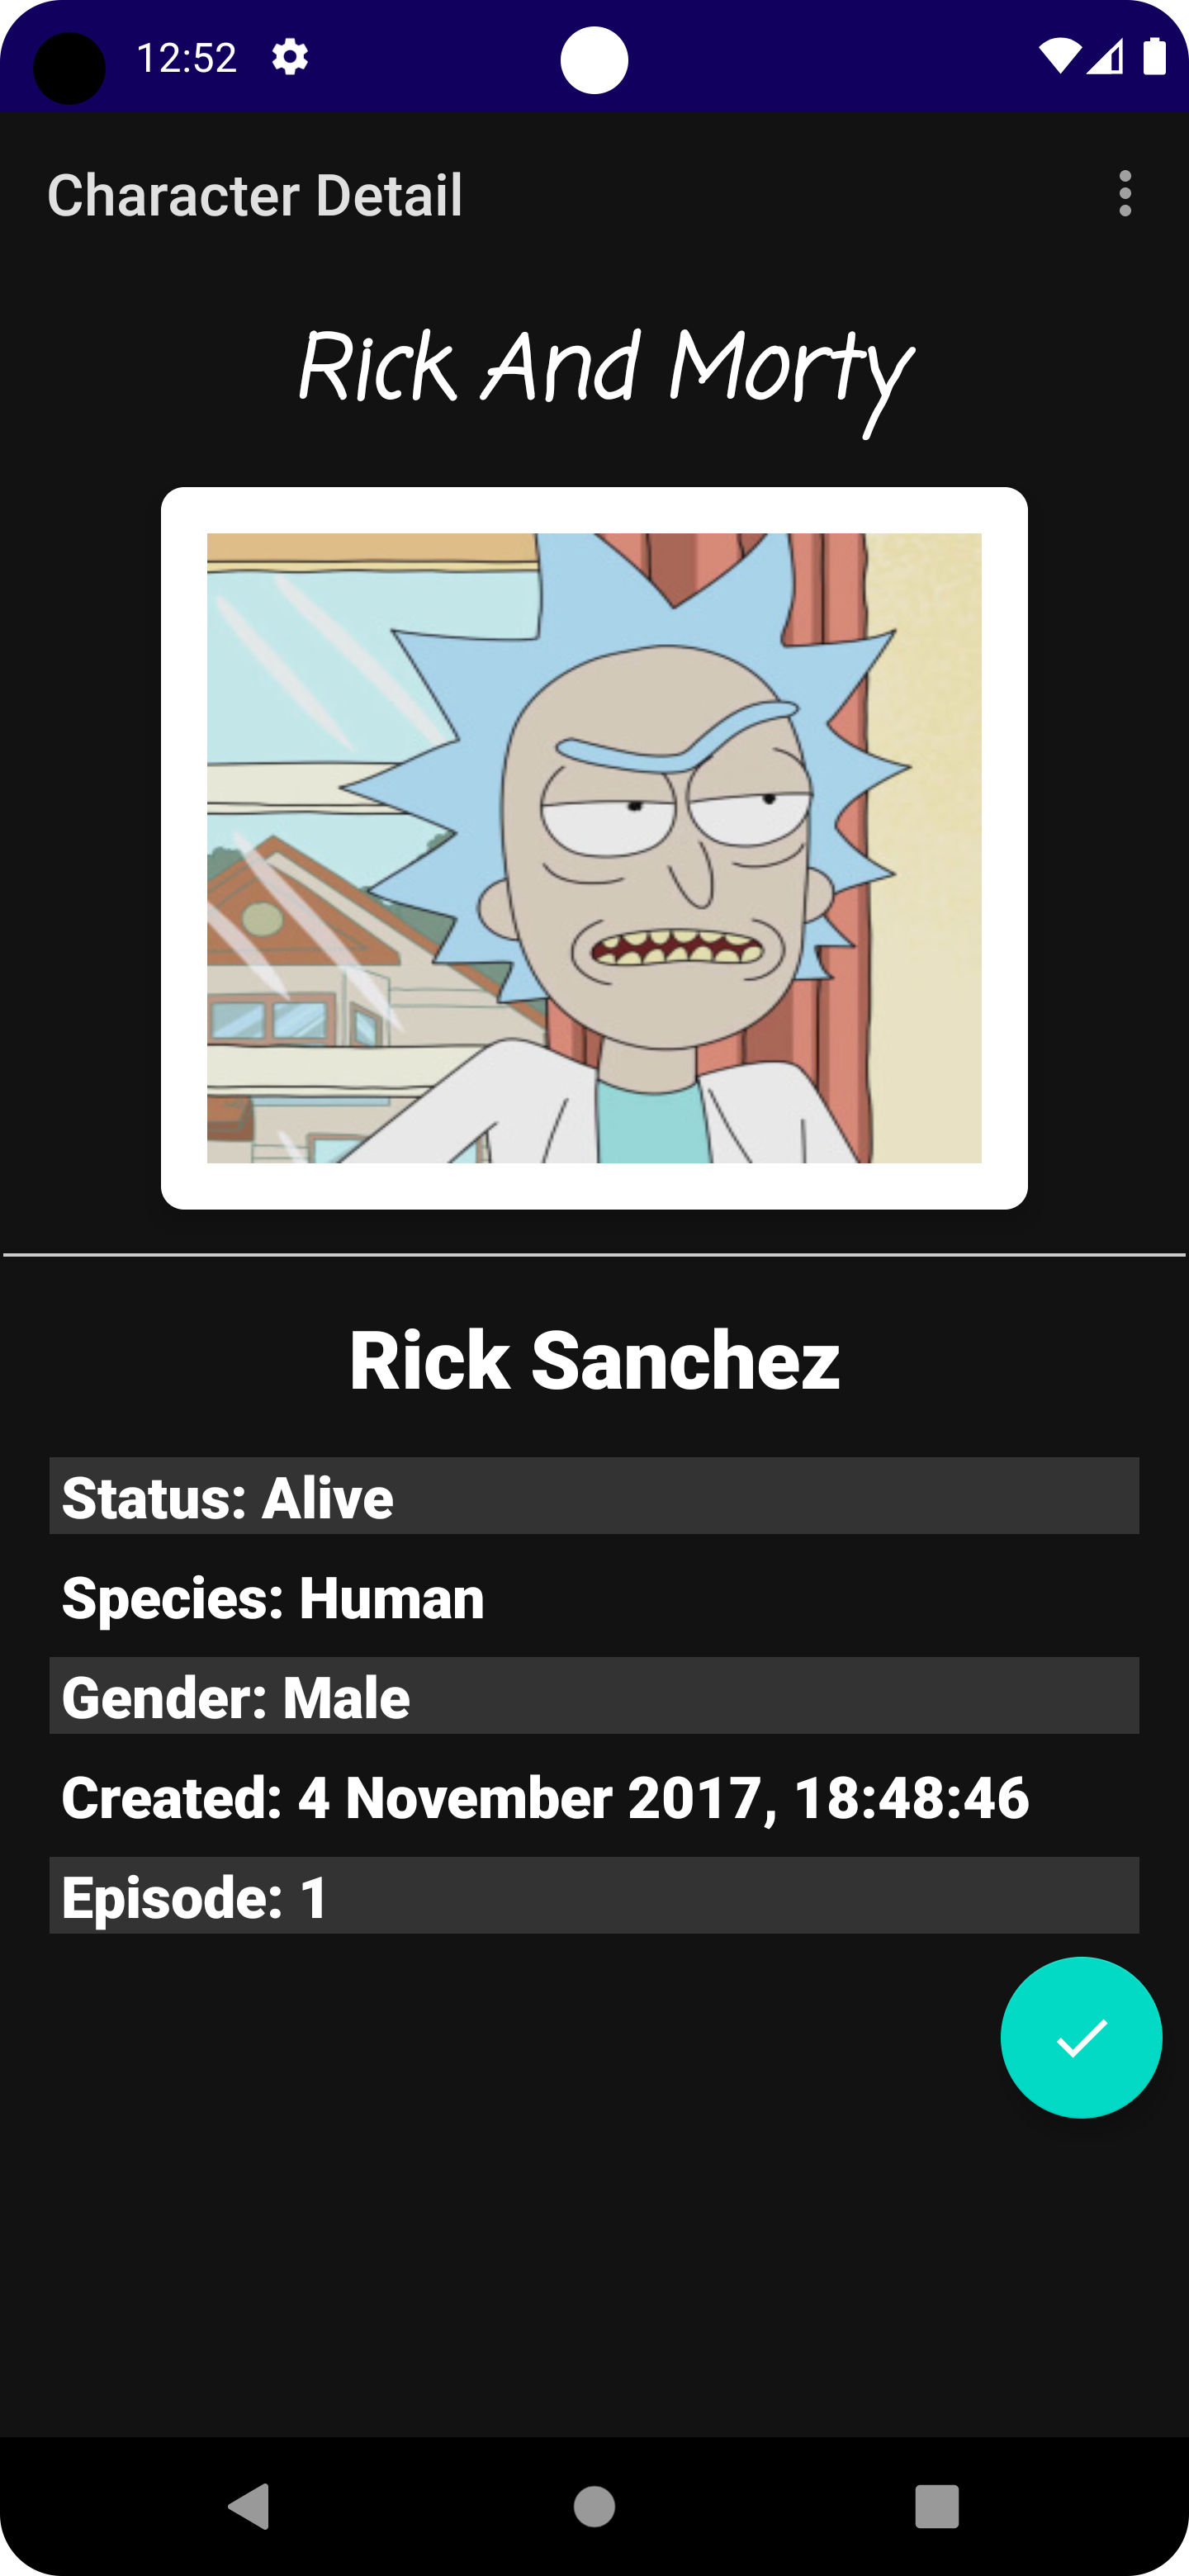 12:52
Character Detail
Rick And Morty
Rick Sanchez
Status: Alive
Species: Human
Gender: Male
Created: 4 November 2017, 18:48:46
Episode: 1